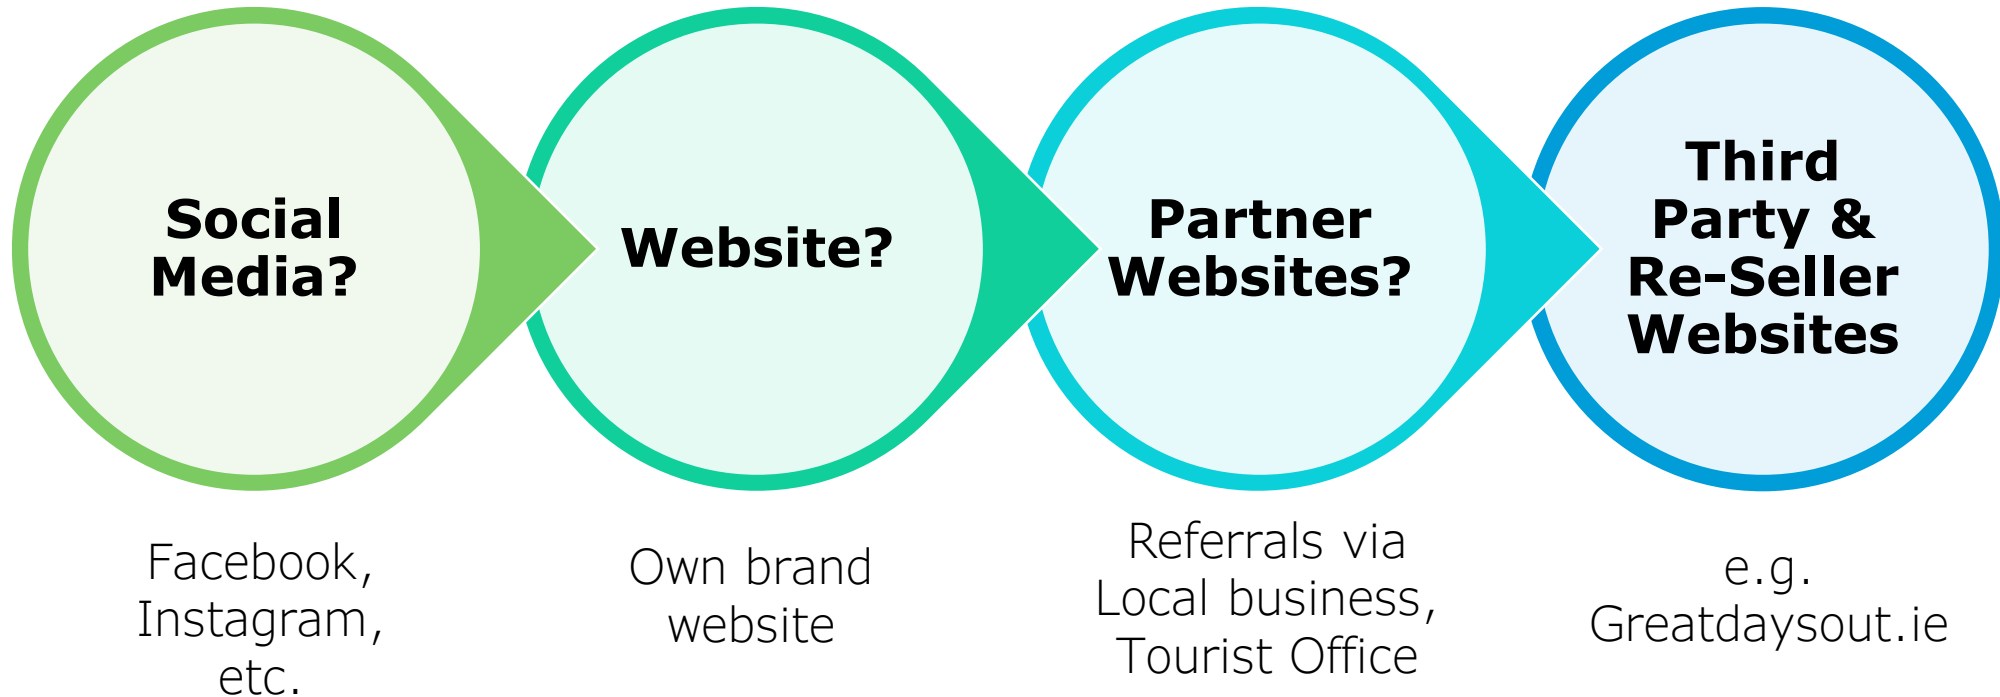 Social
Media?
Website?
Partner
Websites?
Third
Party &
Re-Seller
Websites
Facebook,
Instagram,
etc.
Own brand
website
Referrals via
Local business,
Tourist Office
e.g.
Greatdaysout.ie